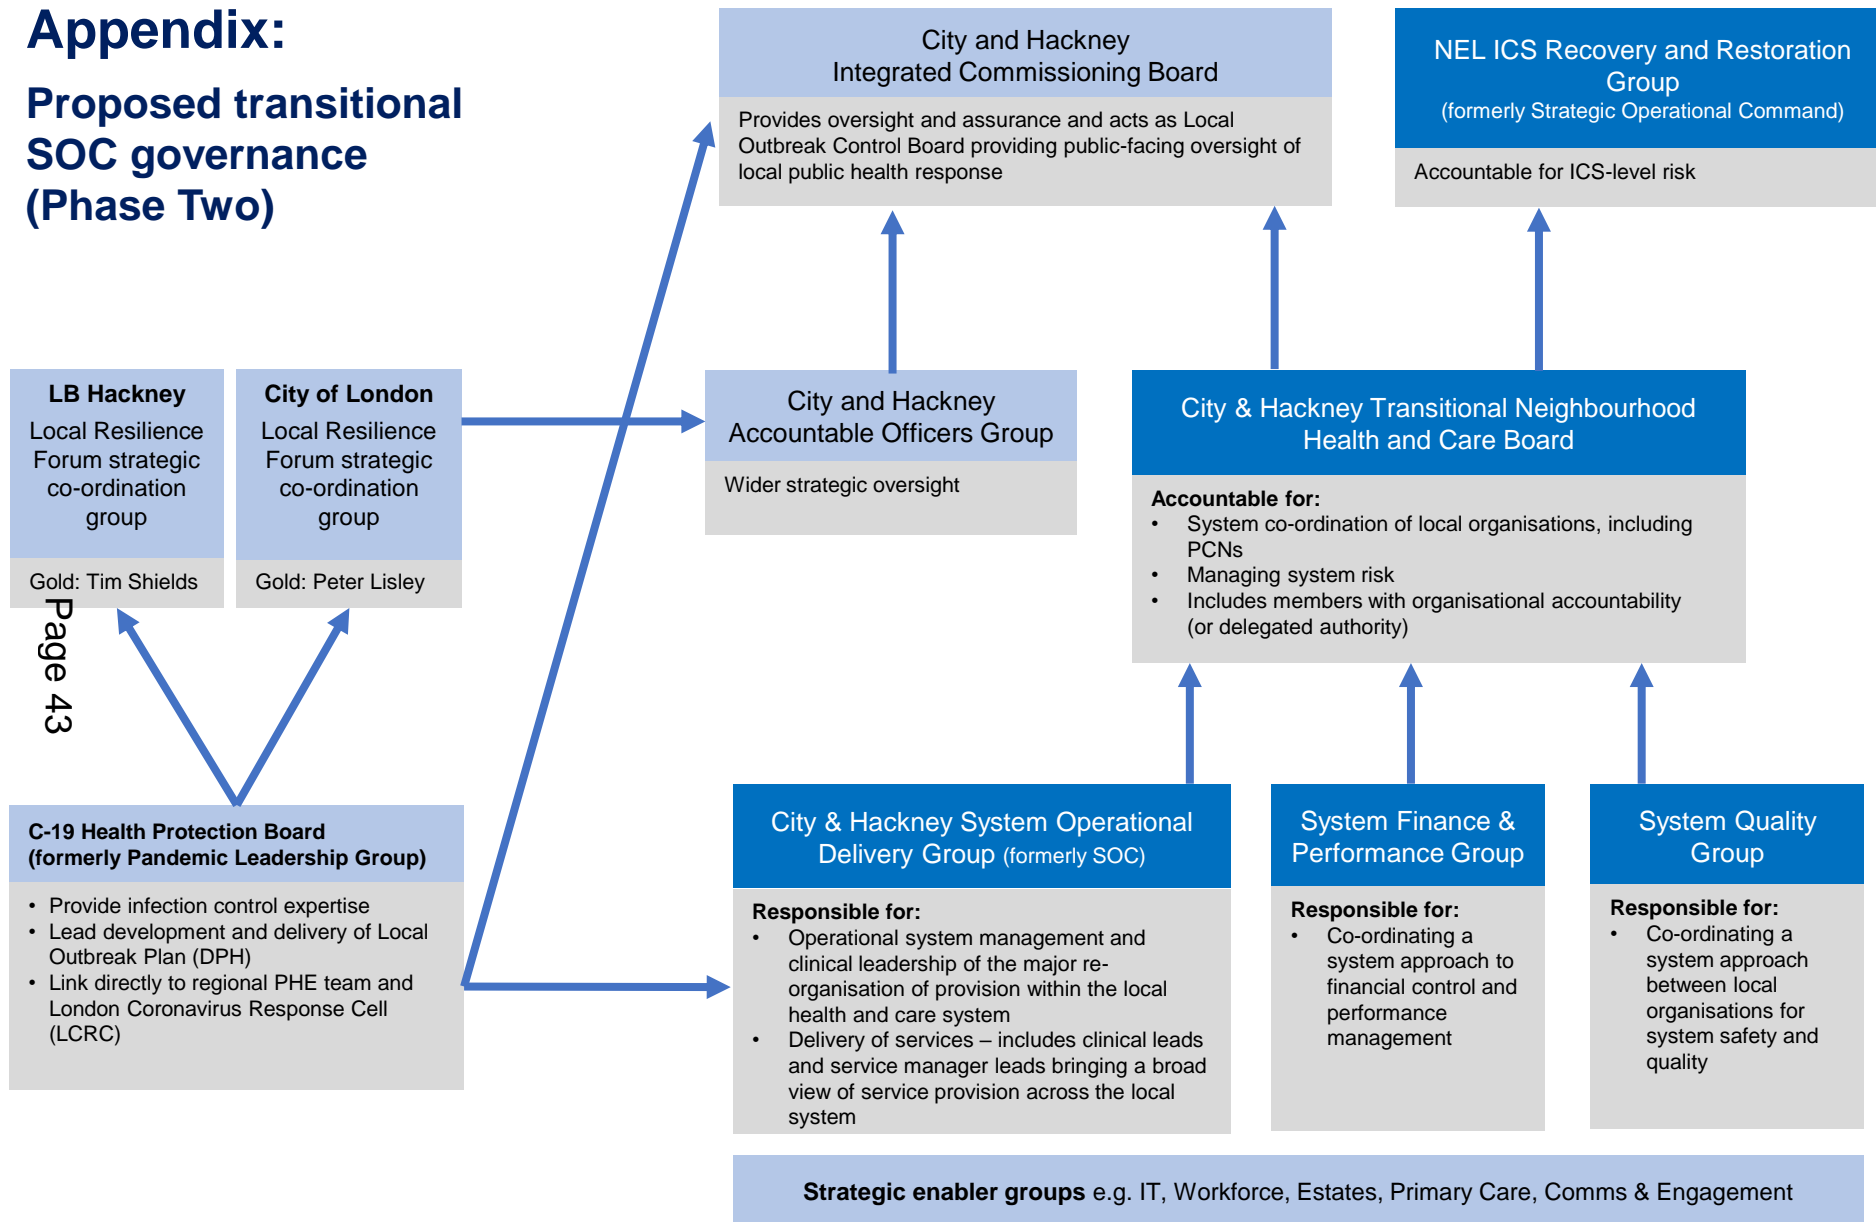 Appendix:
Proposed transitional
SOC governance
(Phase Two)
City and Hackney
Integrated Commissioning Board
Provides oversight and assurance and acts as Local
Outbreak Control Board providing public-facing oversight of
local public health response
NEL ICS Recovery and Restoration
Group
(formerly Strategic Operational Command)
Accountable for ICS-level risk
LB Hackney
Local Resilience
Forum strategic
co-ordination
group
Gold: Tim Shields
City of London
Local Resilience
Forum strategic
co-ordination
group
Gold: Peter Lisley
City and Hackney
Accountable Officers Group
Wider strategic oversight
City & Hackney Transitional Neighbourhood
Health and Care Board
Accountable for:
• System co-ordination of local organisations, including
PCNs
• Managing system risk
• Includes members with organisational accountability
(or delegated authority)
Page 43
C-19 Health Protection Board
(formerly Pandemic Leadership Group)
• Provide infection control expertise
• Lead development and delivery of Local
Outbreak Plan (DPH)
• Link directly to regional PHE team and
London Coronavirus Response Cell
(LCRC)
City & Hackney System Operational
Delivery Group (formerly SOC)
Responsible for:
• Operational system management and
clinical leadership of the major re-
organisation of provision within the local
health and care system
• Delivery of services – includes clinical leads
and service manager leads bringing a broad
view of service provision across the local
system
System Finance &
Performance Group
Responsible for:
• Co-ordinating a
system approach to
financial control and
performance
management
System Quality
Group
Responsible for:
• Co-ordinating a
system approach
between local
organisations for
system safety and
quality
Strategic enabler groups e.g. IT, Workforce, Estates, Primary Care, Comms & Engagement